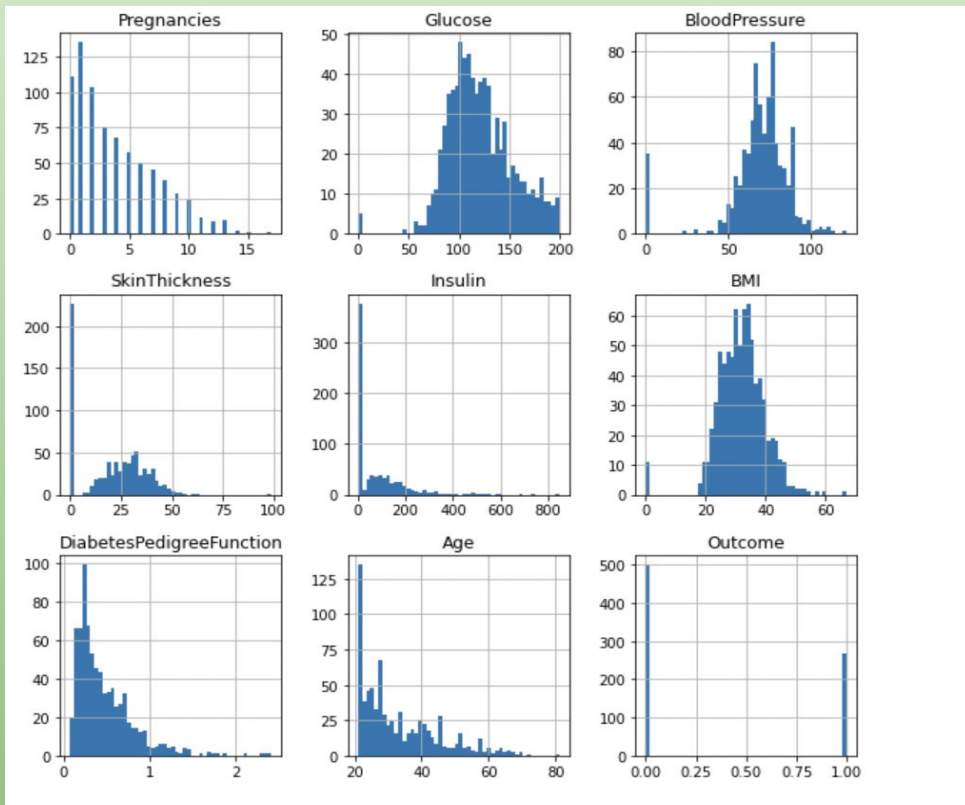 Pregnancies
125
100
75
50
25
0
0 5 10 15
Glucose
50
40
30
20
10
0
0 50 100 150 200
BloodPressure
80
60
40
20
0
0 50 100
SkinThickness
200
150
100
50
0
0 25 50 75 100
Insulin
300
200
100
0
0 200 400 600 800
BMI
60
50
40
30
20
10
0
0 20 40 60
DiabetesPedigreeFunction
100
80
60
40
20
0
0 1 2
Age
125
100
75
50
25
0
20 40 60 80
Outcome
500
400
300
200
100
0
0.00 0.25 0.50 0.75 1.00